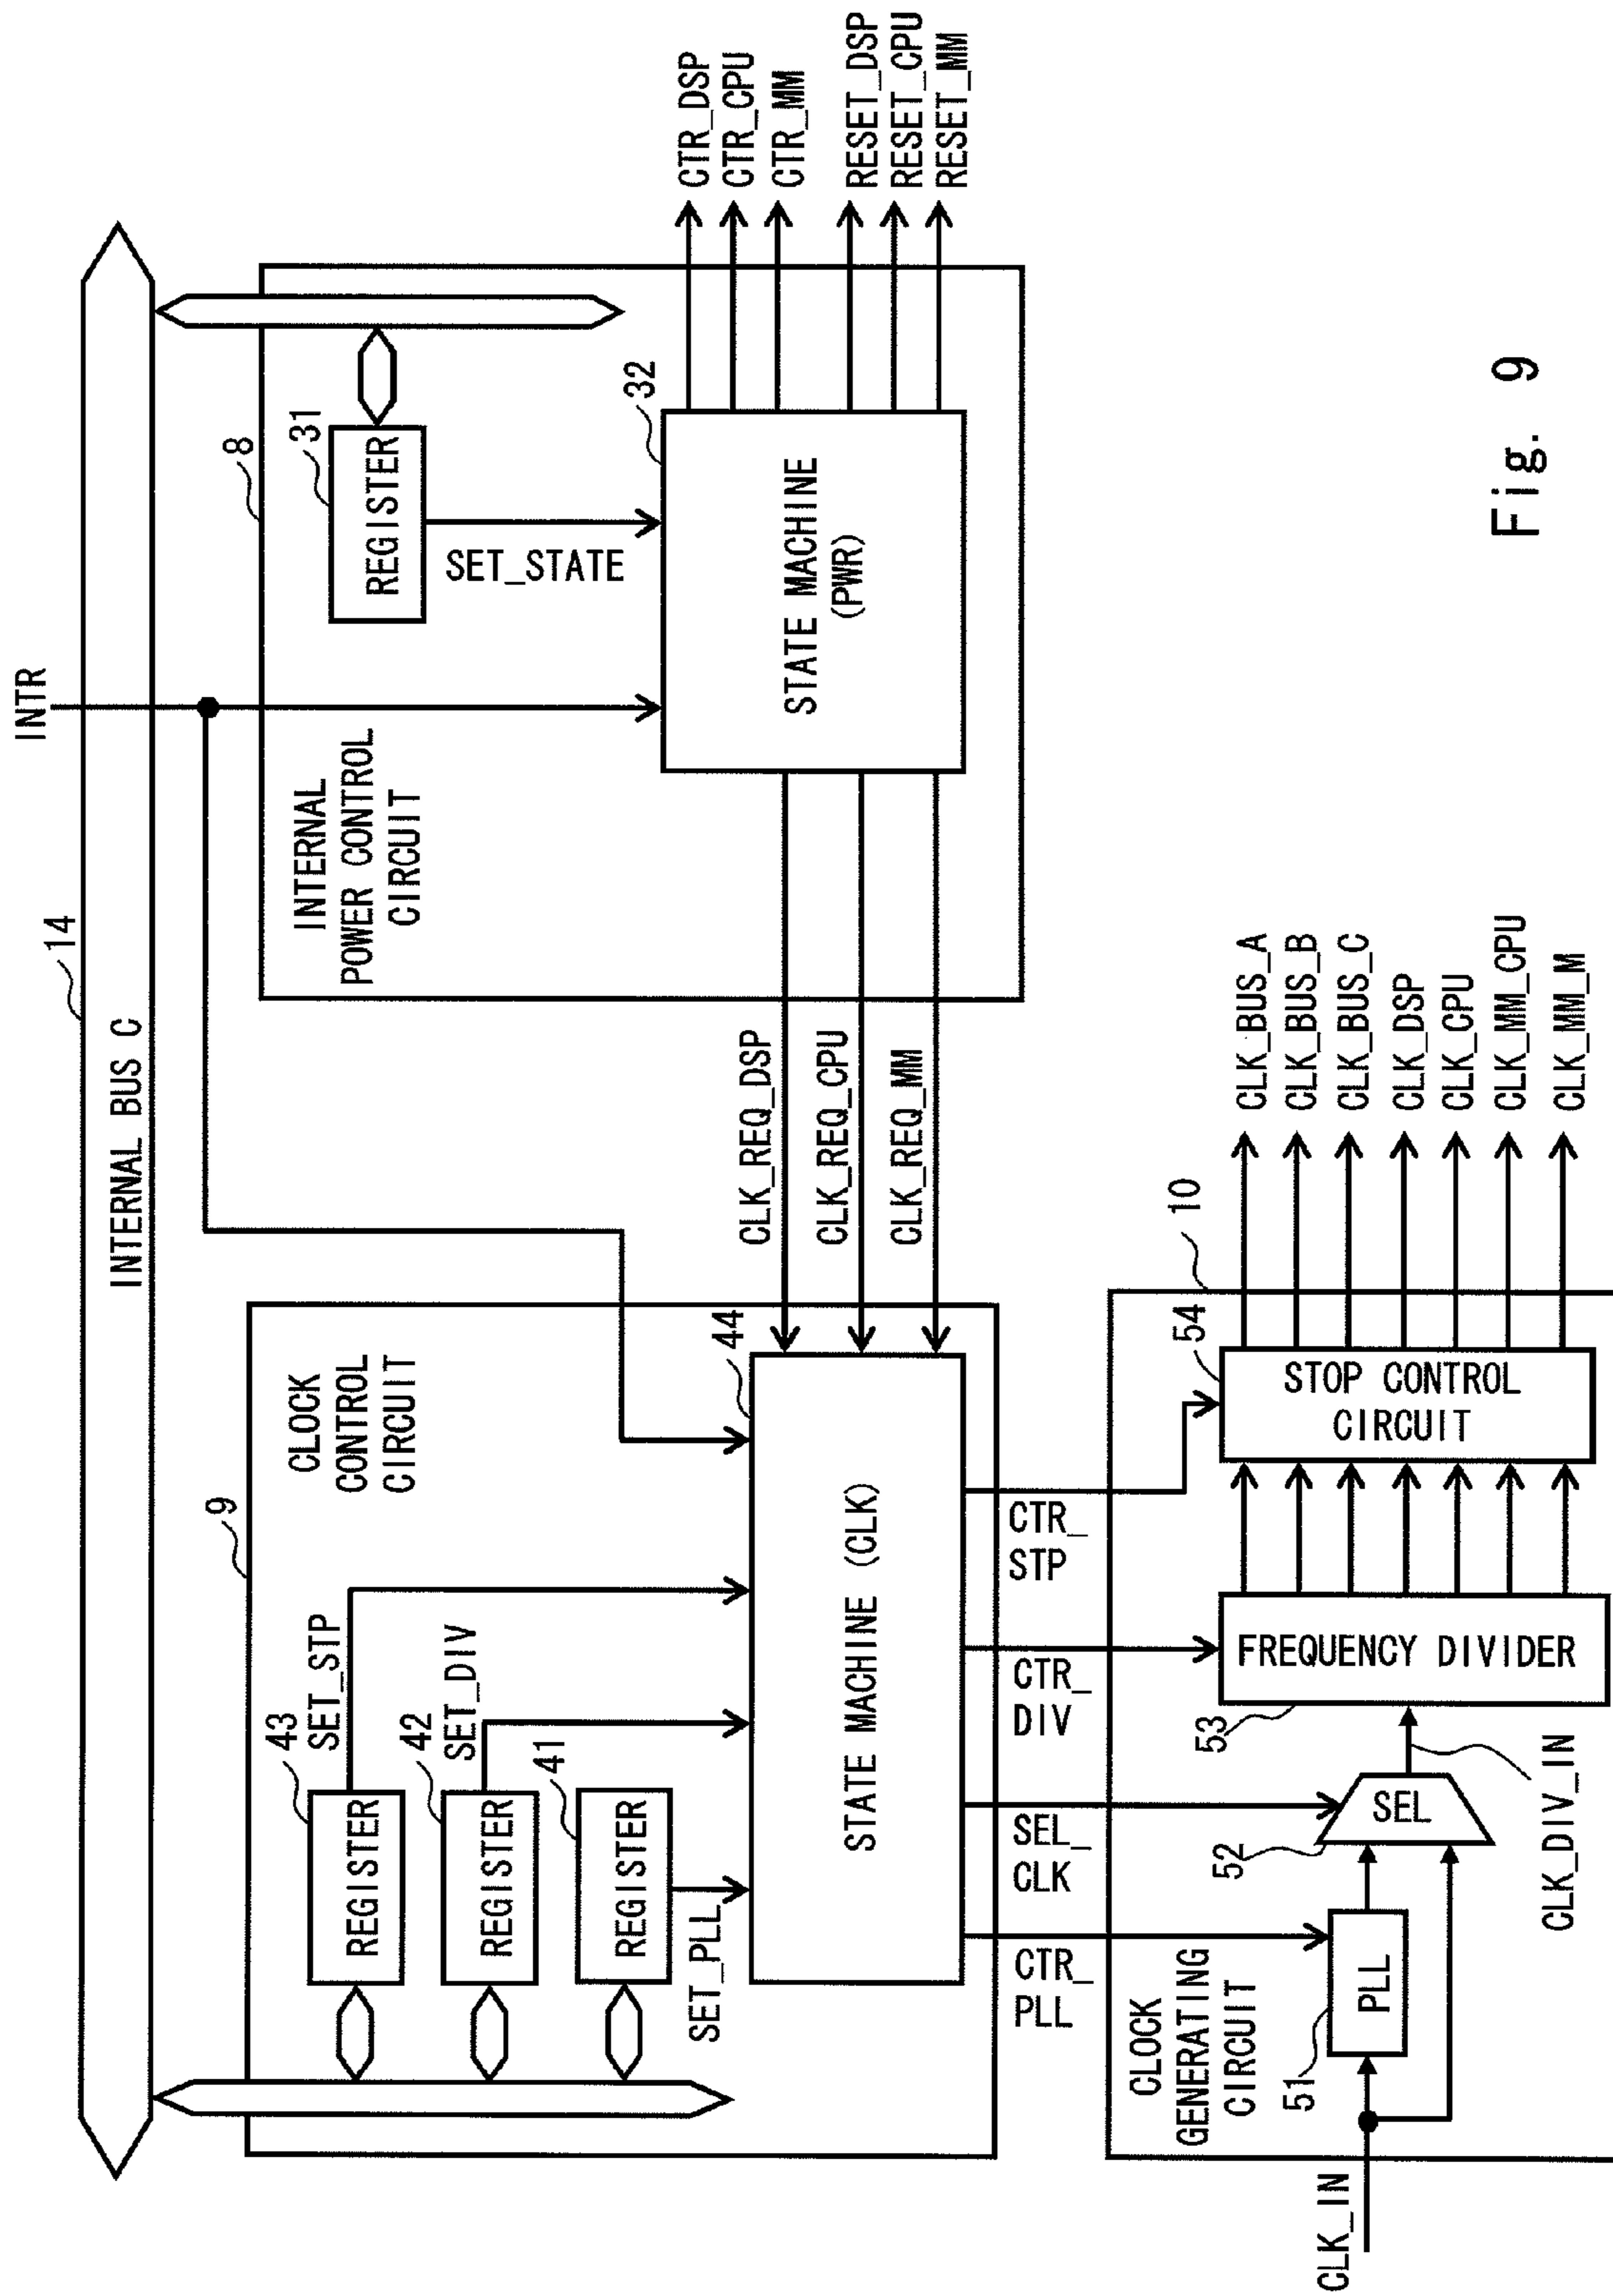 INTR
14
INTERNAL BUS C
9
CLOCK
CONTROL
CIRCUIT
43
REGISTER
SET_STP
42
REGISTER
SET_DIV
41
REGISTER
SET_PLL
44
STATE MACHINE (CLK)
8
INTERNAL
POWER CONTROL
CIRCUIT
31
REGISTER
SET_STATE
32
STATE MACHINE
(PWR)
CTR_DSP
CTR_CPU
CTR_MM
RESET_DSP
RESET_CPU
RESET_MM
CLK_REQ_DSP
CLK_REQ_CPU
CLK_REQ_MM
CTR_
PLL
SEL_
CLK
CTR_
DIV
CTR_
STP
10
CLOCK
GENERATING
CIRCUIT
CLK_IN
51
PLL
52
SEL
CLK_DIV_IN
53
FREQUENCY DIVIDER
54
STOP CONTROL
CIRCUIT
CLK_BUS_A
CLK_BUS_B
CLK_BUS_C
CLK_DSP
CLK_CPU
CLK_MM_CPU
CLK_MM_M
Fig. 9